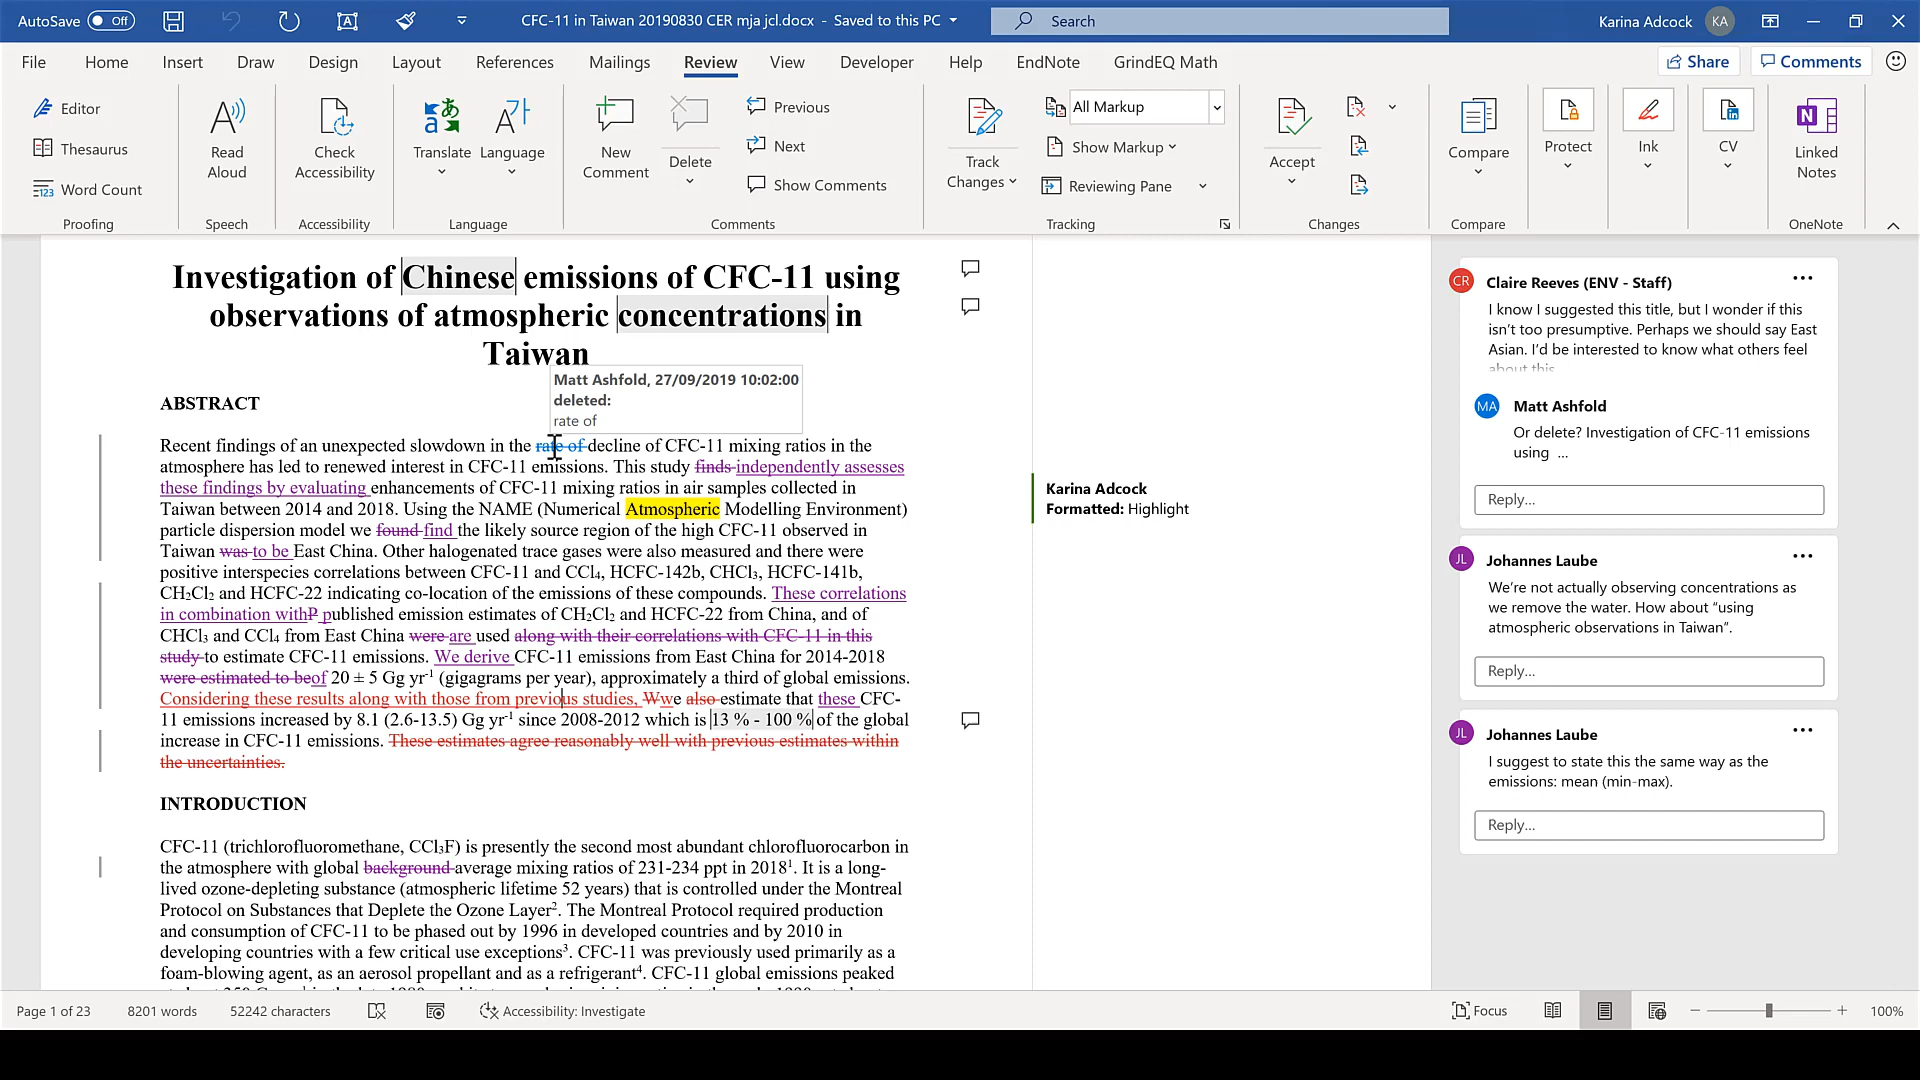 AutoSave Off
CFC-11 in Taiwan 20190830 CER mja jcl.docx - Saved to this PC
Search
Karina Adcock KA
File Home Insert Draw Design Layout References Mailings Review View Developer Help EndNote GrindEQ Math
Share Comments
Editor
Thesaurus
Word Count
Proofing
Read Aloud
Speech
Check Accessibility
Accessibility
Translate
Language
Language
New Comment
Delete
Previous
Next
Show Comments
Comments
Track Changes
All Markup
Show Markup
Reviewing Pane
Tracking
Accept
Changes
Compare
Compare
Protect
Ink
CV
Linked Notes
OneNote
Investigation of Chinese emissions of CFC-11 using
observations of atmospheric concentrations in
Taiwan
Matt Ashfold, 27/09/2019 10:02:00
deleted:
rate of
ABSTRACT
Recent findings of an unexpected slowdown in the rate of decline of CFC-11 mixing ratios in the
atmosphere has led to renewed interest in CFC-11 emissions. This study finds independently assesses
these findings by evaluating enhancements of CFC-11 mixing ratios in air samples collected in
Taiwan between 2014 and 2018. Using the NAME (Numerical Atmospheric Modelling Environment)
particle dispersion model we found find the likely source region of the high CFC-11 observed in
Taiwan was to be East China. Other halogenated trace gases were also measured and there were
positive interspecies correlations between CFC-11 and CCl₄, HCFC-142b, CHCl₃, HCFC-141b,
CH₂Cl₂ and HCFC-22 indicating co-location of the emissions of these compounds. These correlations
in combination withP published emission estimates of CH₂Cl₂ and HCFC-22 from China, and of
CHCl₃ and CCl₄ from East China were are used along with their correlations with CFC-11 in this
study to estimate CFC-11 emissions. We derive CFC-11 emissions from East China for 2014-2018
were estimated to beof 20 ± 5 Gg yr⁻¹ (gigagrams per year), approximately a third of global emissions.
Considering these results along with those from previous studies, Wwe also estimate that these CFC-
11 emissions increased by 8.1 (2.6-13.5) Gg yr⁻¹ since 2008-2012 which is 13 % - 100 % of the global
increase in CFC-11 emissions. These estimates agree reasonably well with previous estimates within
the uncertainties.
INTRODUCTION
CFC-11 (trichlorofluoromethane, CCl₃F) is presently the second most abundant chlorofluorocarbon in
the atmosphere with global background average mixing ratios of 231-234 ppt in 2018¹. It is a long-
lived ozone-depleting substance (atmospheric lifetime 52 years) that is controlled under the Montreal
Protocol on Substances that Deplete the Ozone Layer². The Montreal Protocol required production
and consumption of CFC-11 to be phased out by 1996 in developed countries and by 2010 in
developing countries with a few critical use exceptions³. CFC-11 was previously used primarily as a
foam-blowing agent, as an aerosol propellant and as a refrigerant⁴. CFC-11 global emissions peaked
Karina Adcock
Formatted: Highlight
CR Claire Reeves (ENV - Staff)
I know I suggested this title, but I wonder if this
isn't too presumptive. Perhaps we should say East
Asian. I'd be interested to know what others feel
about this
MA Matt Ashfold
Or delete? Investigation of CFC-11 emissions
using ...
Reply...
JL Johannes Laube
We're not actually observing concentrations as
we remove the water. How about “using
atmospheric observations in Taiwan”.
Reply...
JL Johannes Laube
I suggest to state this the same way as the
emissions: mean (min-max).
Reply...
Page 1 of 23 8201 words 52242 characters Accessibility: Investigate Focus 100%